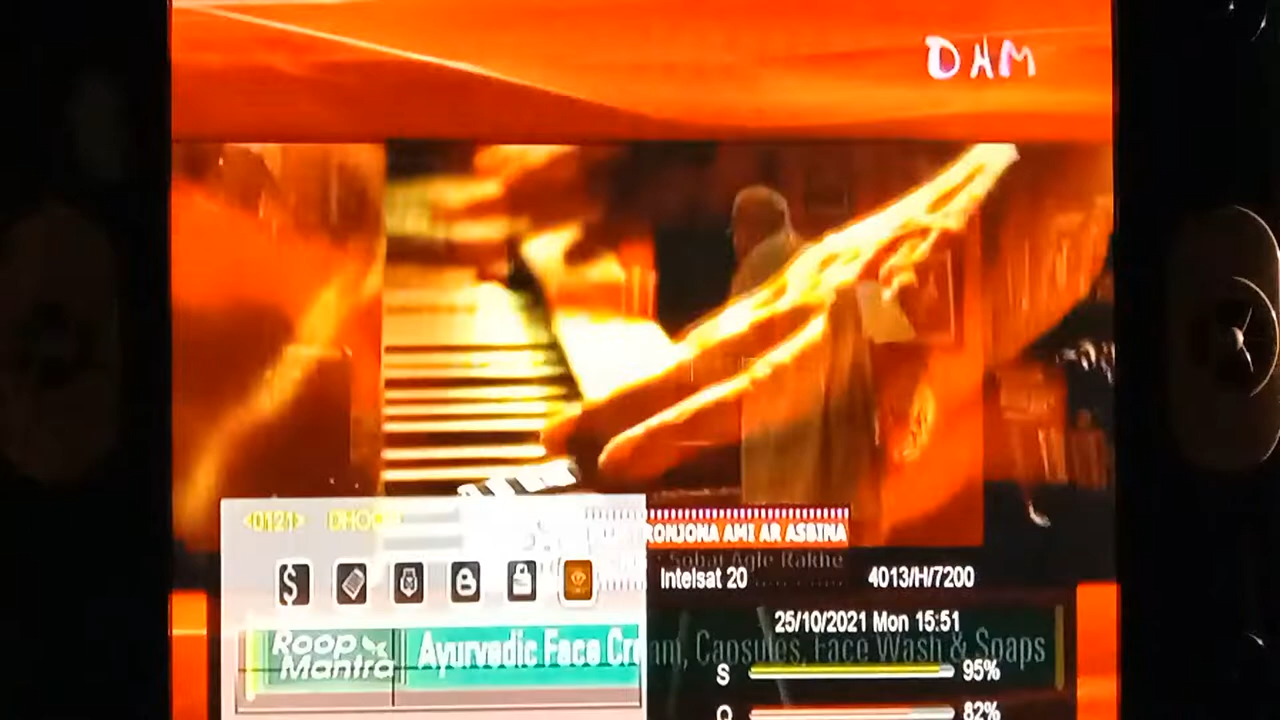 DHM
<0121> DHOO
RONJONA AMI AR ASBINA
: Sobai Agle Rakhe
Intelsat 20 4013/H/7200
25/10/2021 Mon 15:51
Roop Mantra
Ayurvedic Face Cream, Capsules, Face Wash & Soaps
S 95%
Q 82%